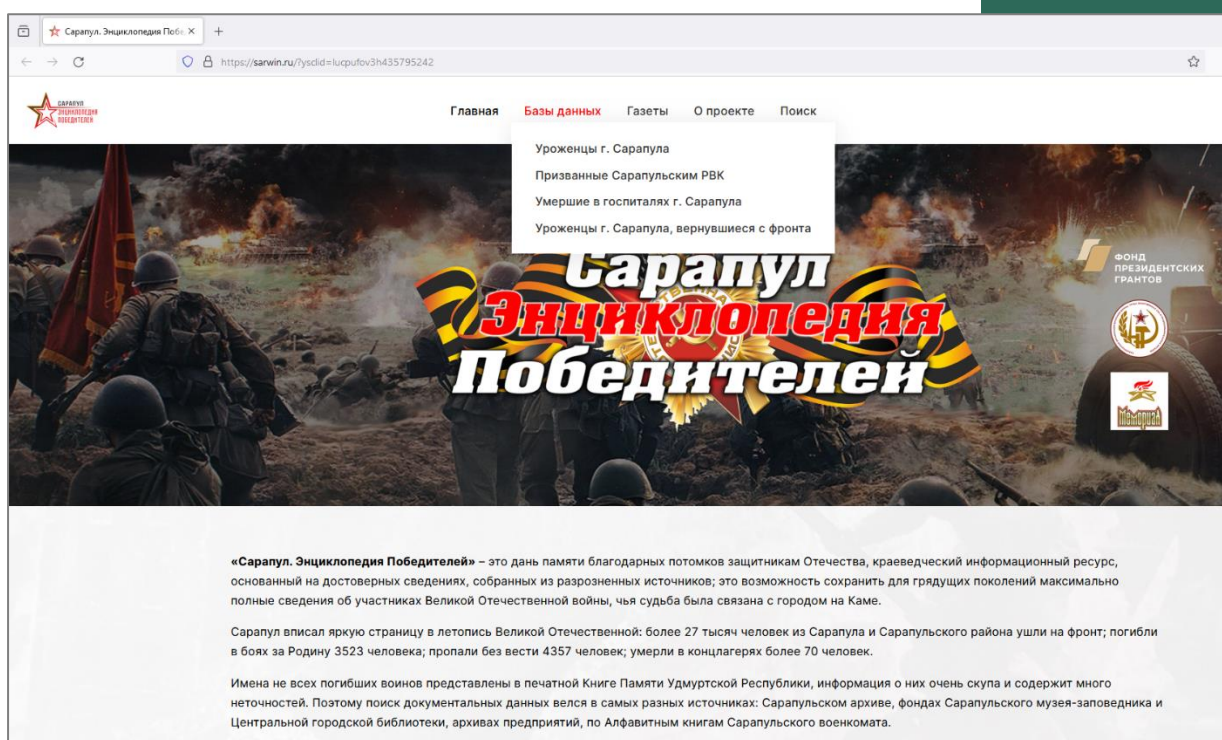 Сарапул. Энциклопедия Побе
https://sarwin.ru/?ysclid=lucpufov3h435795242
САРАПУЛ
ЭНЦИКЛОПЕДИЯ
ПОБЕДИТЕЛЕЙ
Главная Базы данных Газеты О проекте Поиск
Уроженцы г. Сарапула
Призванные Сарапульским РВК
Умершие в госпиталях г. Сарапула
Уроженцы г. Сарапула, вернувшиеся с фронта
Сарапул
Энциклопедия
Победителей
ФОНД
ПРЕЗИДЕНТСКИХ
ГРАНТОВ
Мемориал
«Сарапул. Энциклопедия Победителей» – это дань памяти благодарных потомков защитникам Отечества, краеведческий информационный ресурс,
основанный на достоверных сведениях, собранных из разрозненных источников; это возможность сохранить для грядущих поколений максимально
полные сведения об участниках Великой Отечественной войны, чья судьба была связана с городом на Каме.
Сарапул вписал яркую страницу в летопись Великой Отечественной: более 27 тысяч человек из Сарапула и Сарапульского района ушли на фронт; погибли
в боях за Родину 3523 человека; пропали без вести 4357 человек; умерли в концлагерях более 70 человек.
Имена не всех погибших воинов представлены в печатной Книге Памяти Удмуртской Республики, информация о них очень скупа и содержит много
неточностей. Поэтому поиск документальных данных велся в самых разных источниках: Сарапульском архиве, фондах Сарапульского музея-заповедника и
Центральной городской библиотеки, архивах предприятий, по Алфавитным книгам Сарапульского военкомата.